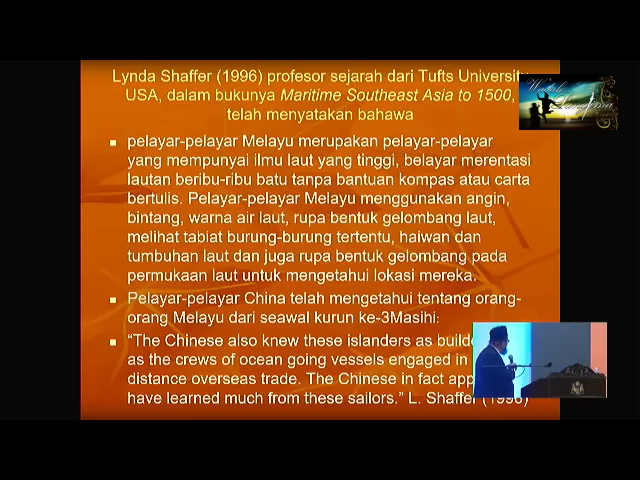 Lynda Shaffer (1996) profesor sejarah dari Tufts University
USA, dalam bukunya Maritime Southeast Asia to 1500,
telah menyatakan bahawa
pelayar-pelayar Melayu merupakan pelayar-pelayar
yang mempunyai ilmu laut yang tinggi, belayar merentasi
lautan beribu-ribu batu tanpa bantuan kompas atau carta
bertulis. Pelayar-pelayar Melayu menggunakan angin,
bintang, warna air laut, rupa bentuk gelombang laut,
melihat tabiat burung-burung tertentu, haiwan dan
tumbuhan laut dan juga rupa bentuk gelombang pada
permukaan laut untuk mengetahui lokasi mereka.
Pelayar-pelayar China telah mengetahui tentang orang-
orang Melayu dari seawal kurun ke-3Masihi:
“The Chinese also knew these islanders as
as the crews of ocean going vessels engaged in
distance overseas trade. The Chinese in fact
have learned much from these sailors.” L. Shaffer (1996)